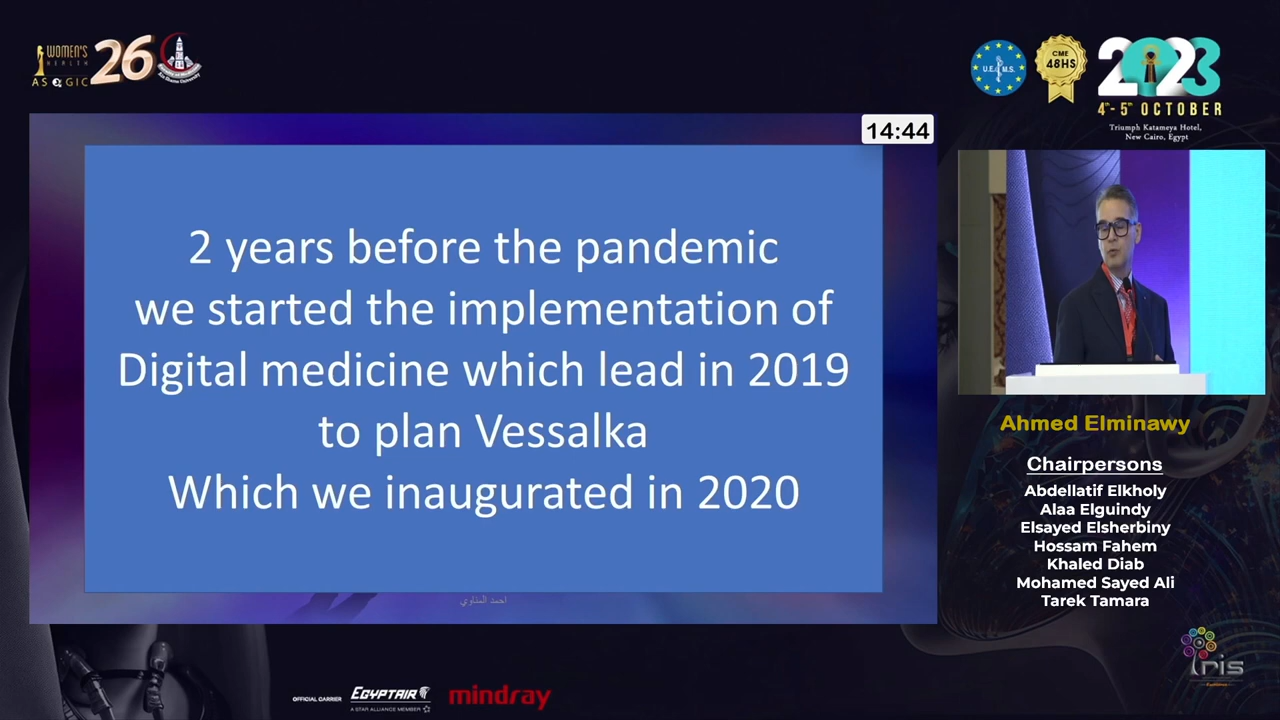 WOMEN'S
HEALTH
ASOGIC
26
U.E.M.S.
CME
48HS
2023
4th - 5th OCTOBER
Triumph Katameya Hotel,
New Cairo, Egypt
14:44
2 years before the pandemic
we started the implementation of
Digital medicine which lead in 2019
to plan Vessalka
Which we inaugurated in 2020
احمد المناوي
Ahmed Elminawy
Chairpersons
Abdellatif Elkholy
Alaa Elguindy
Elsayed Elsherbiny
Hossam Fahem
Khaled Diab
Mohamed Sayed Ali
Tarek Tamara
OFFICIAL CARRIER
EGYPTAIR
A STAR ALLIANCE MEMBER
mindray
Iris